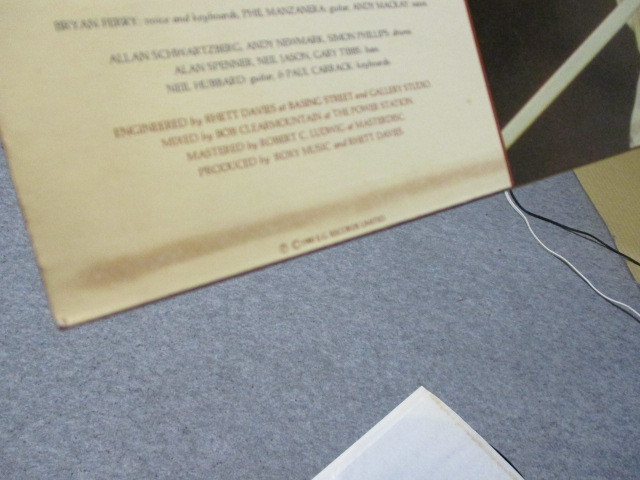 BRYAN FERRY: voice and keyboards, PHIL MANZANERA: guitar, ANDY MACKAY: saxes
ALLAN SCHWARTZBERG, ANDY NEWMARK, SIMON PHILLIPS: drums
ALAN SPENNER, NEIL JASON, GARY TIBBS: bass
NEIL HUBBARD: guitar, & PAUL CARRACK: keyboards
ENGINEERED by RHETT DAVIES at BASING STREET and GALLERY STUDIO
MIXED by BOB CLEARMOUNTAIN at THE POWER STATION
MASTERED by ROBERT C. LUDWIG at MASTERDISC
PRODUCED by ROXY MUSIC and RHETT DAVIES
© E.G. RECORDS LIMITED